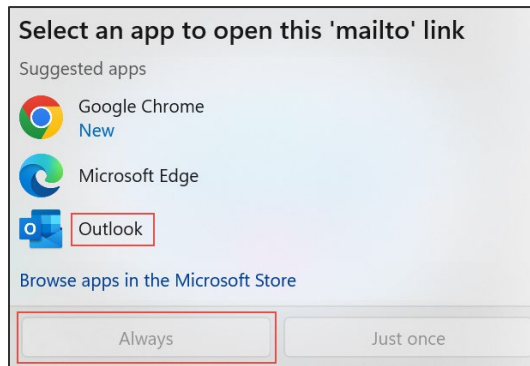 Select an app to open this 'mailto' link
Suggested apps
Google Chrome
New
Microsoft Edge
Outlook
Browse apps in the Microsoft Store
Always
Just once